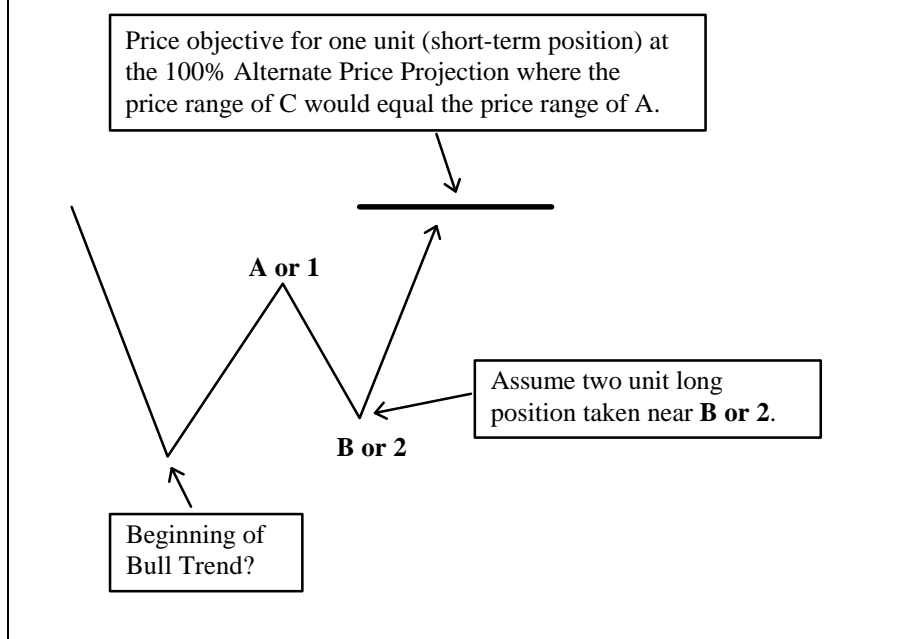 Price objective for one unit (short-term position) at
the 100% Alternate Price Projection where the
price range of C would equal the price range of A.
A or 1
Assume two unit long
position taken near B or 2.
B or 2
Beginning of
Bull Trend?